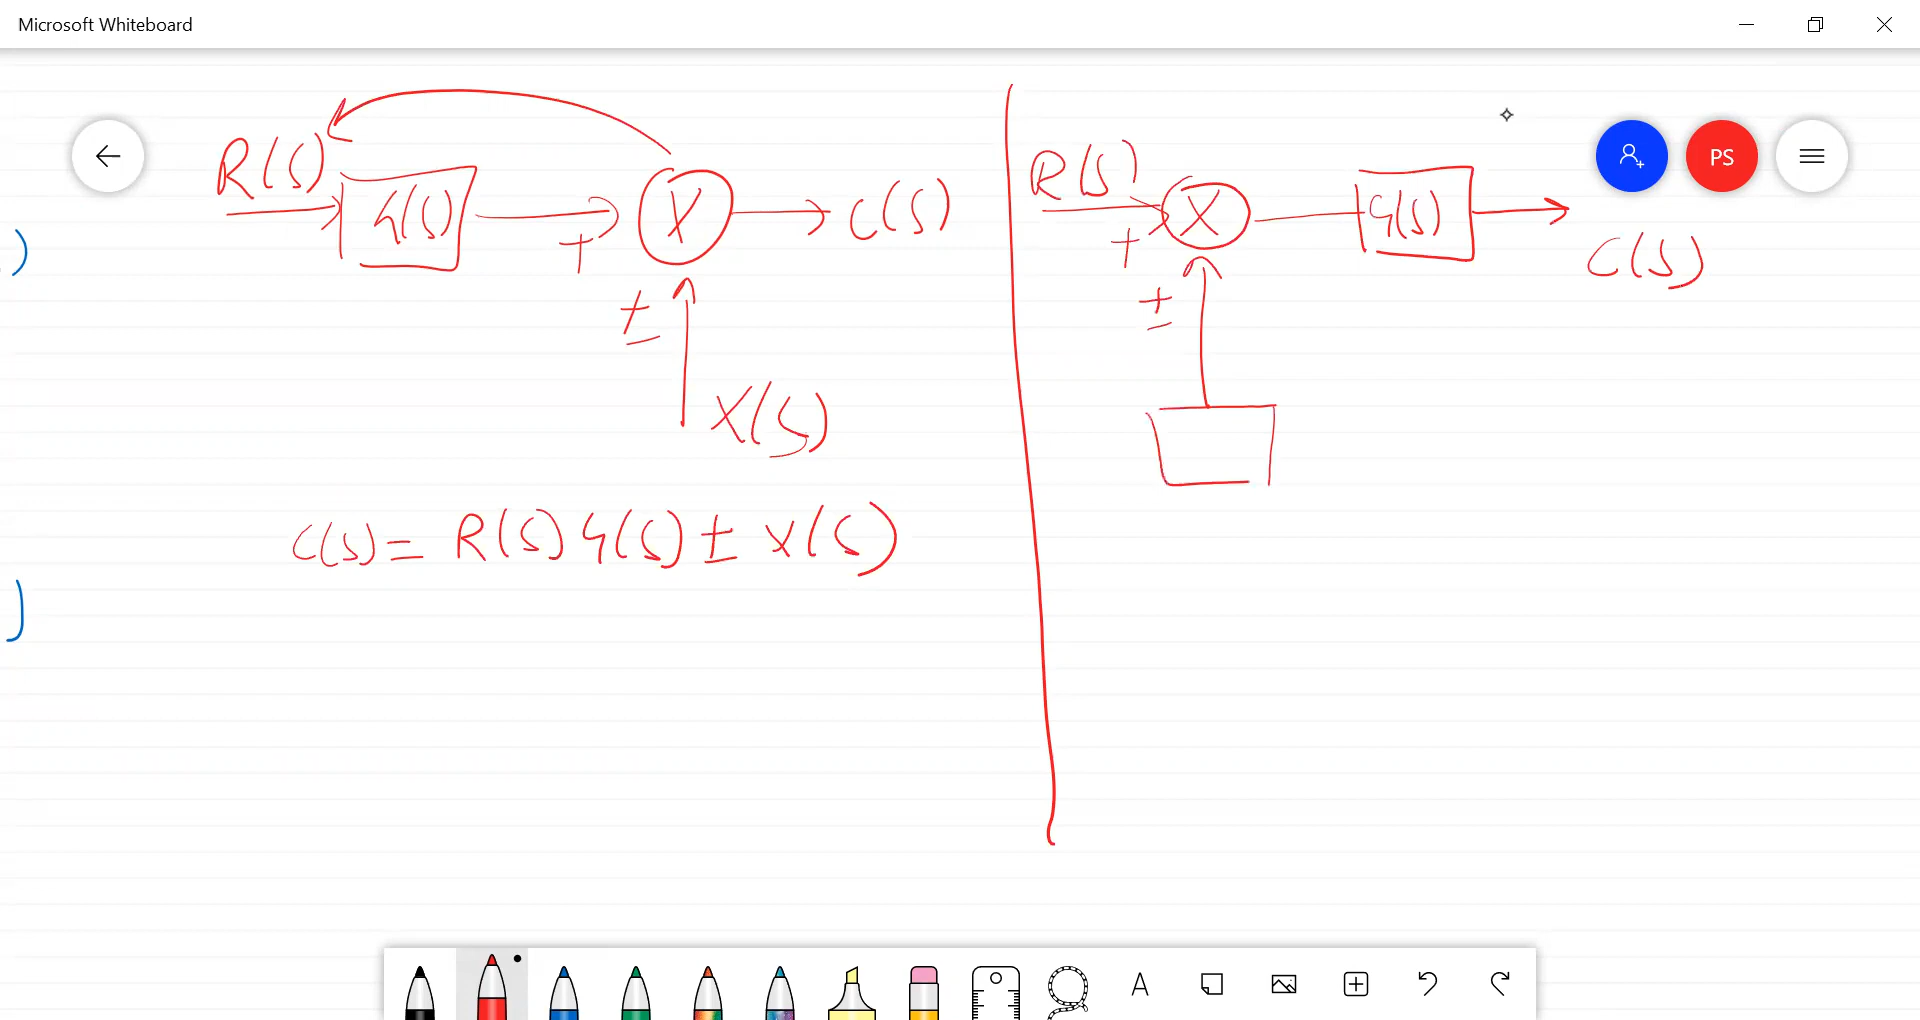 Microsoft Whiteboard
R(s)
G(s)
+
X
C(s)
±
X(s)
C(s) = R(s) G(s) ± X(s)
R(s)
+
X
G(s)
C(s)
±
PS
)
)
A